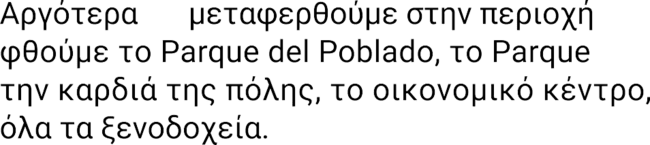 Αργότερα μεταφερθούμε στην περιοχή
φθούμε το Parque del Poblado, το Parque
την καρδιά της πόλης, το οικονομικό κέντρο,
όλα τα ξενοδοχεία.